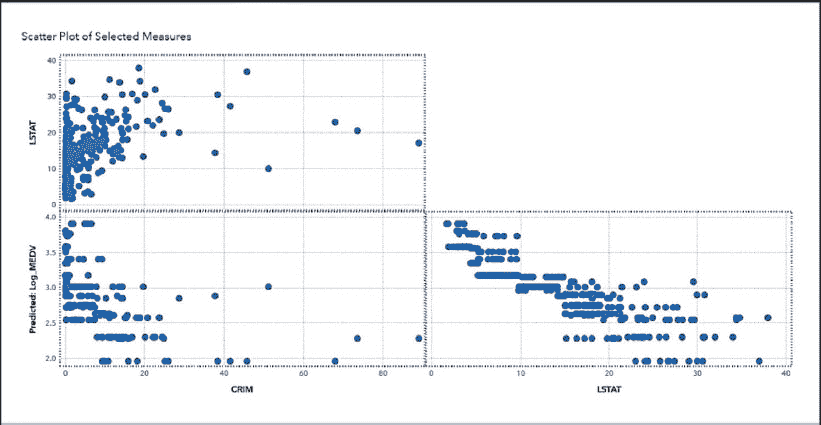 Scatter Plot of Selected Measures
40
30
20
10
0
LSTAT
4.0
3.5
3.0
2.5
2.0
Predicted: Log_MEDV
0 20 40 60 80
CRIM
0 10 20 30 40
LSTAT